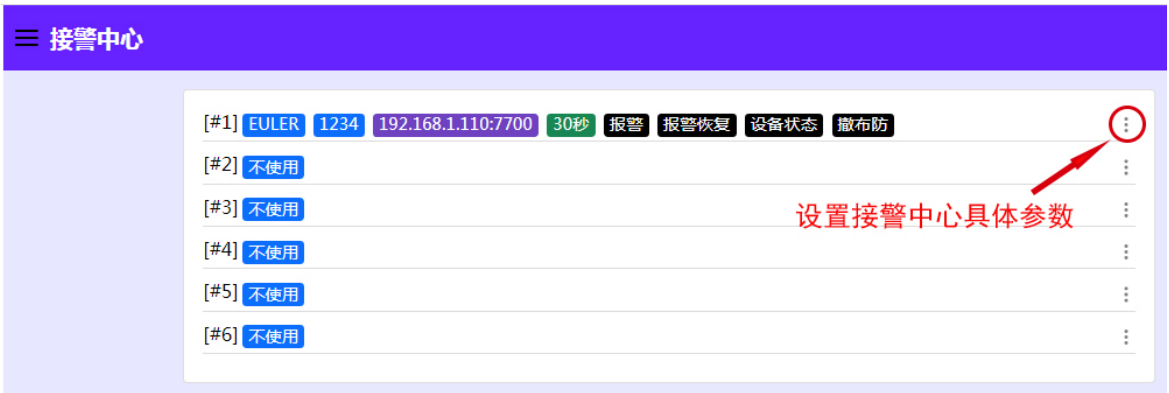 接警中心
[#1] EULER 1234 192.168.1.110:7700 30秒 报警 报警恢复 设备状态 撤布防
[#2] 不使用
[#3] 不使用
设置接警中心具体参数
[#4] 不使用
[#5] 不使用
[#6] 不使用